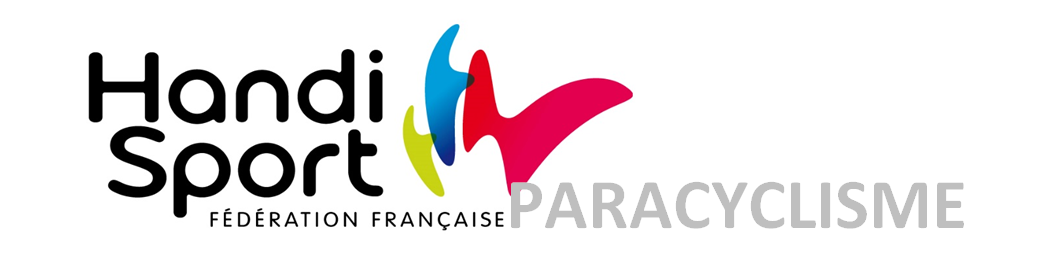 Handi
Sport
FÉDÉRATION FRANÇAISE
PARACYCLISME